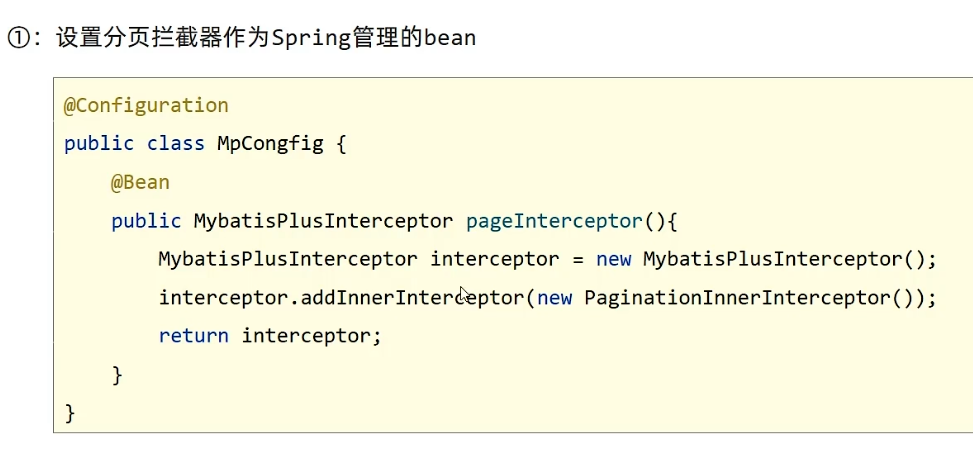 ①：设置分页拦截器作为Spring管理的bean
@Configuration
public class MpCongfig {
    @Bean
    public MybatisPlusInterceptor pageInterceptor(){
        MybatisPlusInterceptor interceptor = new MybatisPlusInterceptor();
        interceptor.addInnerInterceptor(new PaginationInnerInterceptor());
        return interceptor;
    }
}